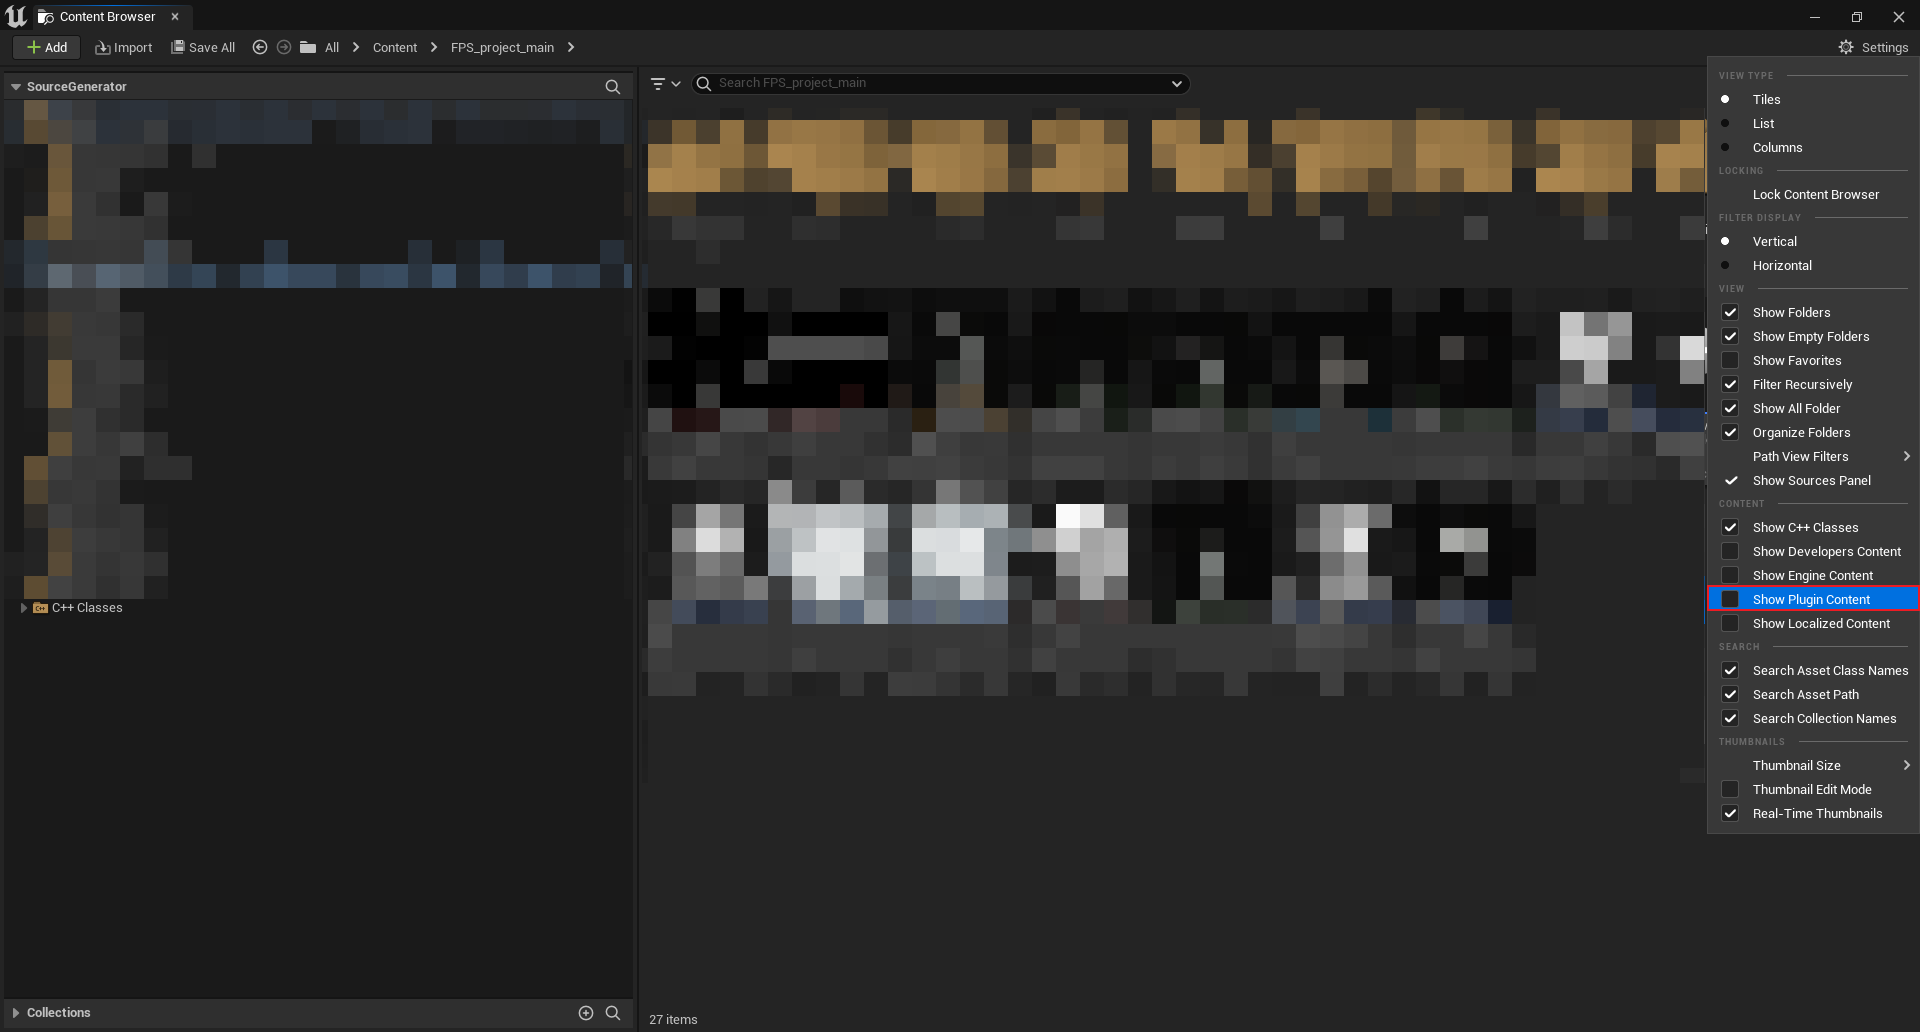 Content Browser
Add
Import
Save All
All
Content
FPS_project_main
Settings
SourceGenerator
Search FPS_project_main
C++ Classes
Collections
27 items
VIEW TYPE
Tiles
List
Columns
LOCKING
Lock Content Browser
FILTER DISPLAY
Vertical
Horizontal
VIEW
Show Folders
Show Empty Folders
Show Favorites
Filter Recursively
Show All Folder
Organize Folders
Path View Filters
Show Sources Panel
CONTENT
Show C++ Classes
Show Developers Content
Show Engine Content
Show Plugin Content
Show Localized Content
SEARCH
Search Asset Class Names
Search Asset Path
Search Collection Names
THUMBNAILS
Thumbnail Size
Thumbnail Edit Mode
Real-Time Thumbnails